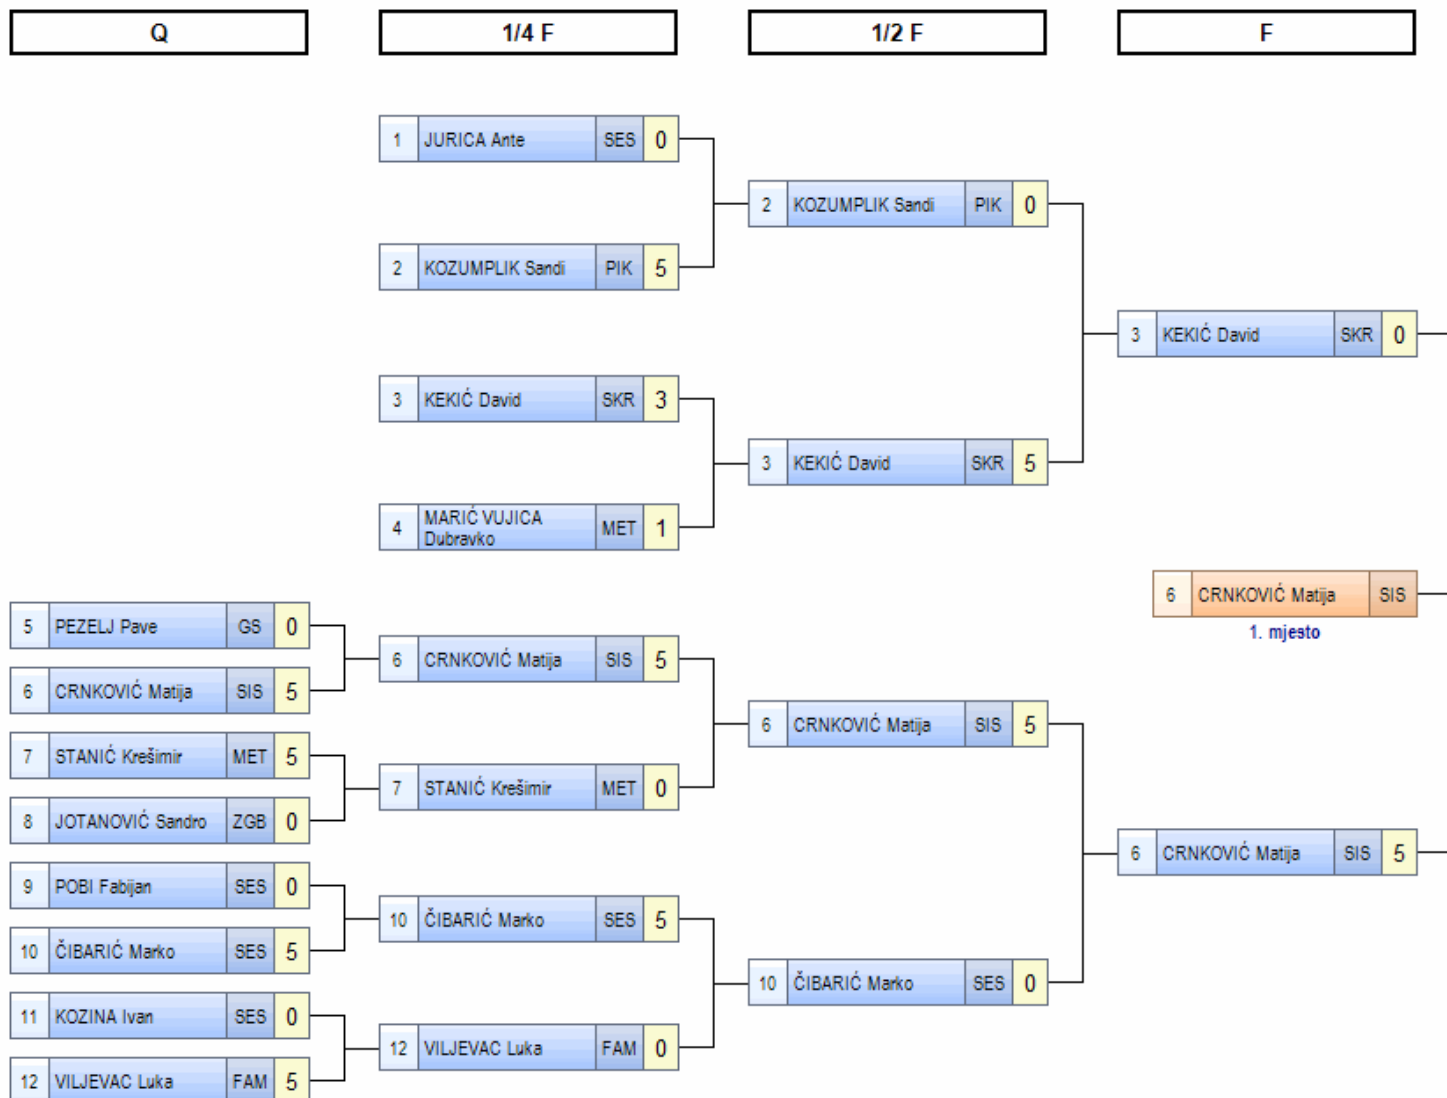 Q
1/4 F
1/2 F
F
1 JURICA Ante SES 0
2 KOZUMPLIK Sandi PIK 0
2 KOZUMPLIK Sandi PIK 5
3 KEKIĆ David SKR 0
3 KEKIĆ David SKR 3
3 KEKIĆ David SKR 5
4 MARIĆ VUJICA
Dubravko MET 1
6 CRNKOVIĆ Matija SIS
1. mjesto
5 PEZELJ Pave GS 0
6 CRNKOVIĆ Matija SIS 5
6 CRNKOVIĆ Matija SIS 5
6 CRNKOVIĆ Matija SIS 5
7 STANIĆ Krešimir MET 5
7 STANIĆ Krešimir MET 0
8 JOTANOVIĆ Sandro ZGB 0
6 CRNKOVIĆ Matija SIS 5
9 POBI Fabijan SES 0
10 ČIBARIĆ Marko SES 5
10 ČIBARIĆ Marko SES 5
10 ČIBARIĆ Marko SES 0
11 KOZINA Ivan SES 0
12 VILJEVAC Luka FAM 0
12 VILJEVAC Luka FAM 5